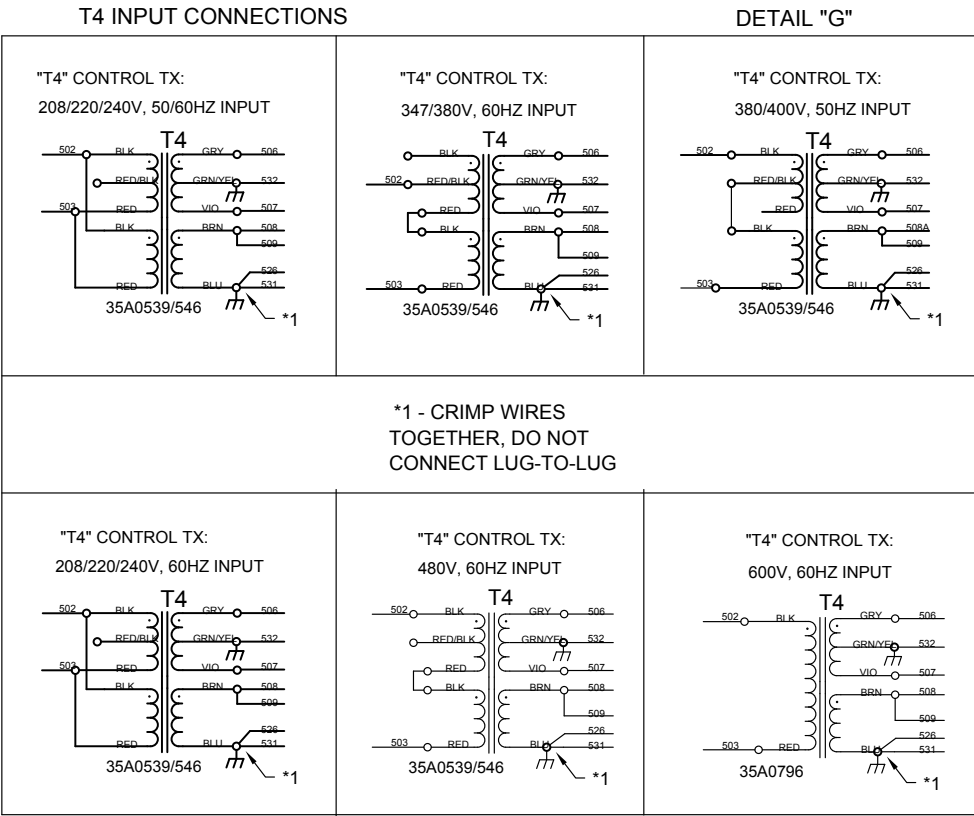 T4 INPUT CONNECTIONS
DETAIL "G"
"T4" CONTROL TX:
208/220/240V, 50/60HZ INPUT
T4
502 BLK GRY 506
RED/BLK GRN/YEL 532
503 RED VIO 507
BLK BRN 508
509
526
RED BLU 531
35A0539/546
*1
"T4" CONTROL TX:
347/380V, 60HZ INPUT
T4
BLK GRY 506
502 RED/BLK GRN/YEL 532
RED VIO 507
BLK BRN 508
509
526
503 RED BLU 531
35A0539/546
*1
"T4" CONTROL TX:
380/400V, 50HZ INPUT
T4
502 BLK GRY 506
RED/BLK GRN/YEL 532
RED VIO 507
BLK BRN 508A
509
526
503 RED BLU 531
35A0539/546
*1
*1 - CRIMP WIRES
TOGETHER, DO NOT
CONNECT LUG-TO-LUG
"T4" CONTROL TX:
208/220/240V, 60HZ INPUT
T4
502 BLK GRY 506
RED/BLK GRN/YEL 532
503 RED VIO 507
BLK BRN 508
509
526
RED BLU 531
35A0539/546
*1
"T4" CONTROL TX:
480V, 60HZ INPUT
T4
502 BLK GRY 506
RED/BLK GRN/YEL 532
RED VIO 507
BLK BRN 508
509
526
503 RED BLU 531
35A0539/546
*1
"T4" CONTROL TX:
600V, 60HZ INPUT
T4
502 BLK GRY 506
GRN/YEL 532
VIO 507
BRN 508
509
526
503 RED BLU 531
35A0796
*1